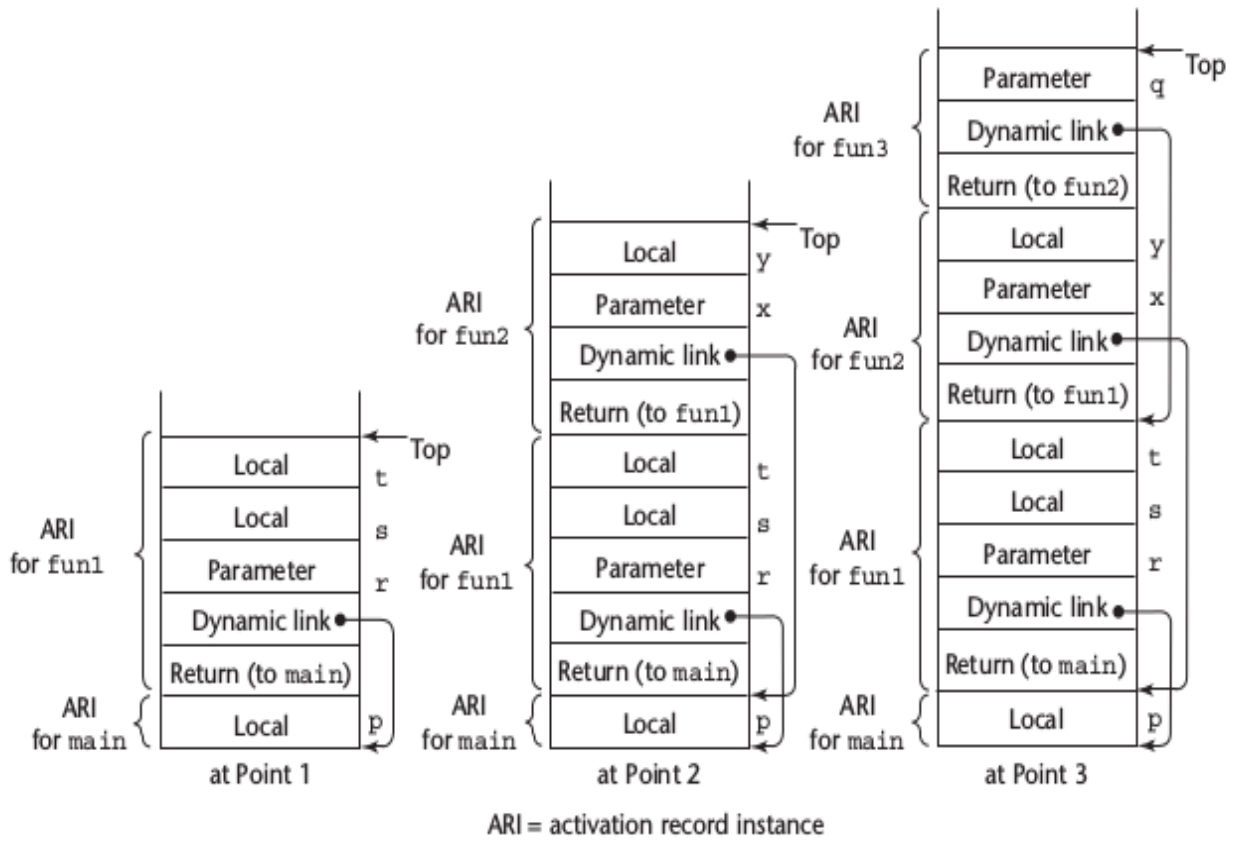 Top
ARI
for fun1
Local
t
Local
s
Parameter
r
Dynamic link
Return (to main)
ARI
for main
Local
p
at Point 1
Top
ARI
for fun2
Local
y
Parameter
x
Dynamic link
Return (to fun1)
ARI
for fun1
Local
t
Local
s
Parameter
r
Dynamic link
Return (to main)
ARI
for main
Local
p
at Point 2
Top
ARI
for fun3
Parameter
q
Dynamic link
Return (to fun2)
ARI
for fun2
Local
y
Parameter
x
Dynamic link
Return (to fun1)
ARI
for fun1
Local
t
Local
s
Parameter
r
Dynamic link
Return (to main)
ARI
for main
Local
p
at Point 3
ARI = activation record instance